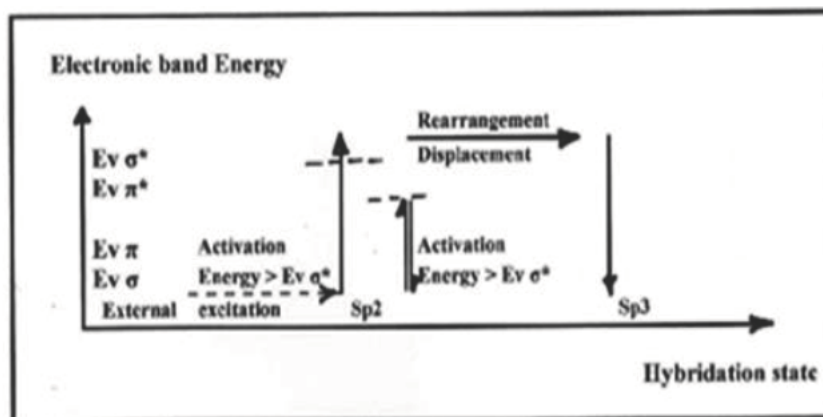 Electronic band Energy
Rearrangement
Displacement
Ev σ*
Ev π*
Ev π
Ev σ
Activation
Energy > Ev σ*
Activation
Energy > Ev σ*
External excitation
Sp2
Sp3
Hybridation state